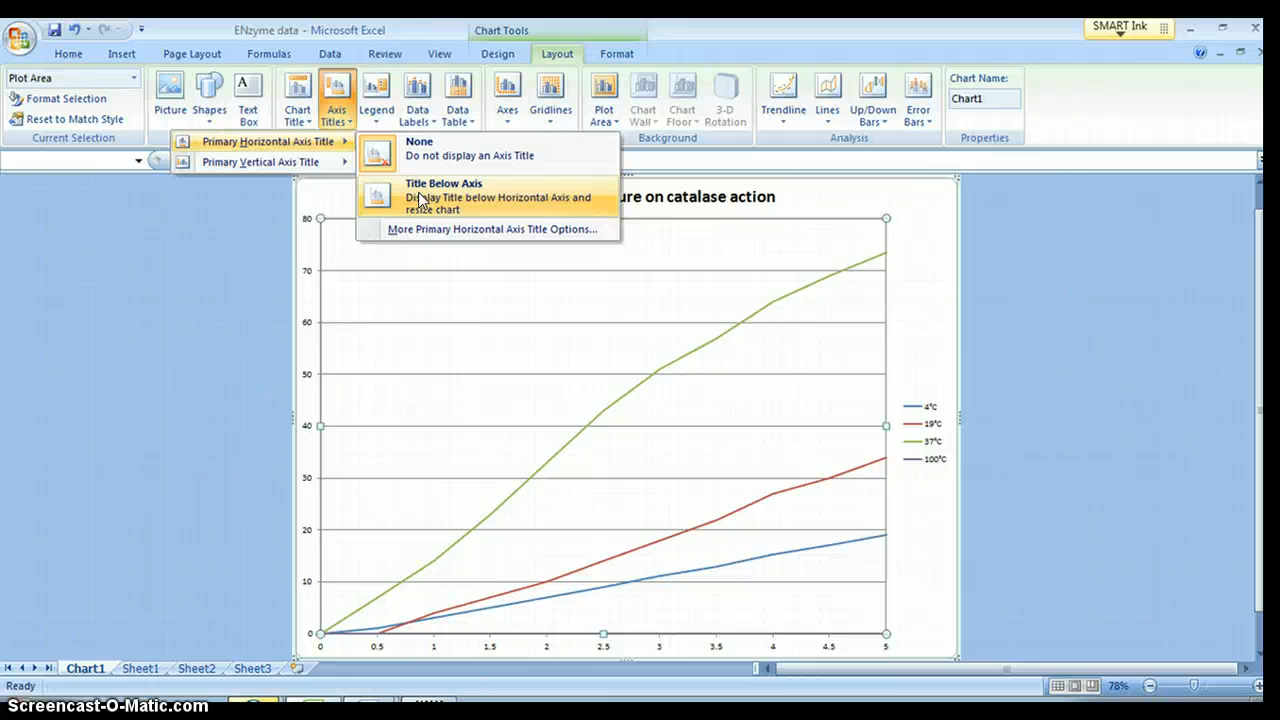 ENzyme data - Microsoft Excel
Chart Tools
SMART Ink
Home
Insert
Page Layout
Formulas
Data
Review
View
Design
Layout
Format
Plot Area
Format Selection
Reset to Match Style
Current Selection
Picture
Shapes
Text
Box
Chart
Title
Axis
Titles
Legend
Data
Labels
Data
Table
Axes
Gridlines
Plot
Area
Chart
Wall
Chart
Floor
3-D
Rotation
Background
Trendline
Lines
Up/Down
Bars
Error
Bars
Analysis
Chart Name:
Chart1
Properties
Primary Horizontal Axis Title
Primary Vertical Axis Title
None
Do not display an Axis Title
Title Below Axis
Display Title below Horizontal Axis and
resize chart
More Primary Horizontal Axis Title Options...
ure on catalase action
80
70
60
50
40
30
20
10
0
0 0.5 1 1.5 2 2.5 3 3.5 4 4.5 5
4°C
19°C
37°C
100°C
Chart1 Sheet1 Sheet2 Sheet3
Ready
78%
Screencast-O-Matic.com